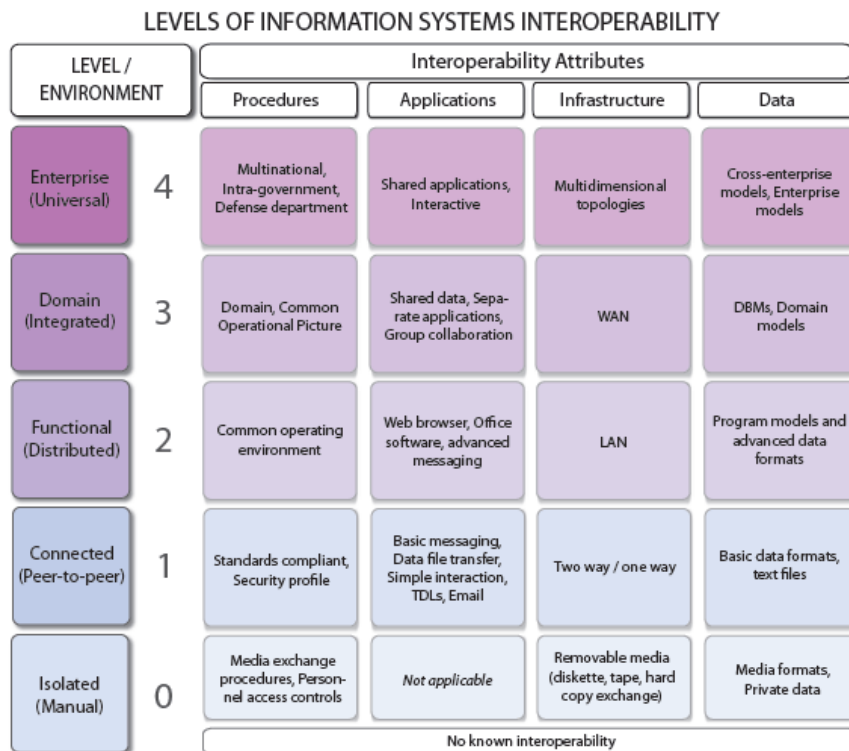 LEVELS OF INFORMATION SYSTEMS INTEROPERABILITY
LEVEL /
ENVIRONMENT
Interoperability Attributes
Procedures
Applications
Infrastructure
Data
Enterprise
(Universal)
4
Multinational,
Intra-government,
Defense department
Shared applications,
Interactive
Multidimensional
topologies
Cross-enterprise
models, Enterprise
models
Domain
(Integrated)
3
Domain, Common
Operational Picture
Shared data, Sepa-
rate applications,
Group collaboration
WAN
DBMs, Domain
models
Functional
(Distributed)
2
Common operating
environment
Web browser, Office
software, advanced
messaging
LAN
Program models and
advanced data
formats
Connected
(Peer-to-peer)
1
Standards compliant,
Security profile
Basic messaging,
Data file transfer,
Simple interaction,
TDLs, Email
Two way / one way
Basic data formats,
text files
Isolated
(Manual)
0
Media exchange
procedures, Person-
nel access controls
Not applicable
Removable media
(diskette, tape, hard
copy exchange)
Media formats,
Private data
No known interoperability